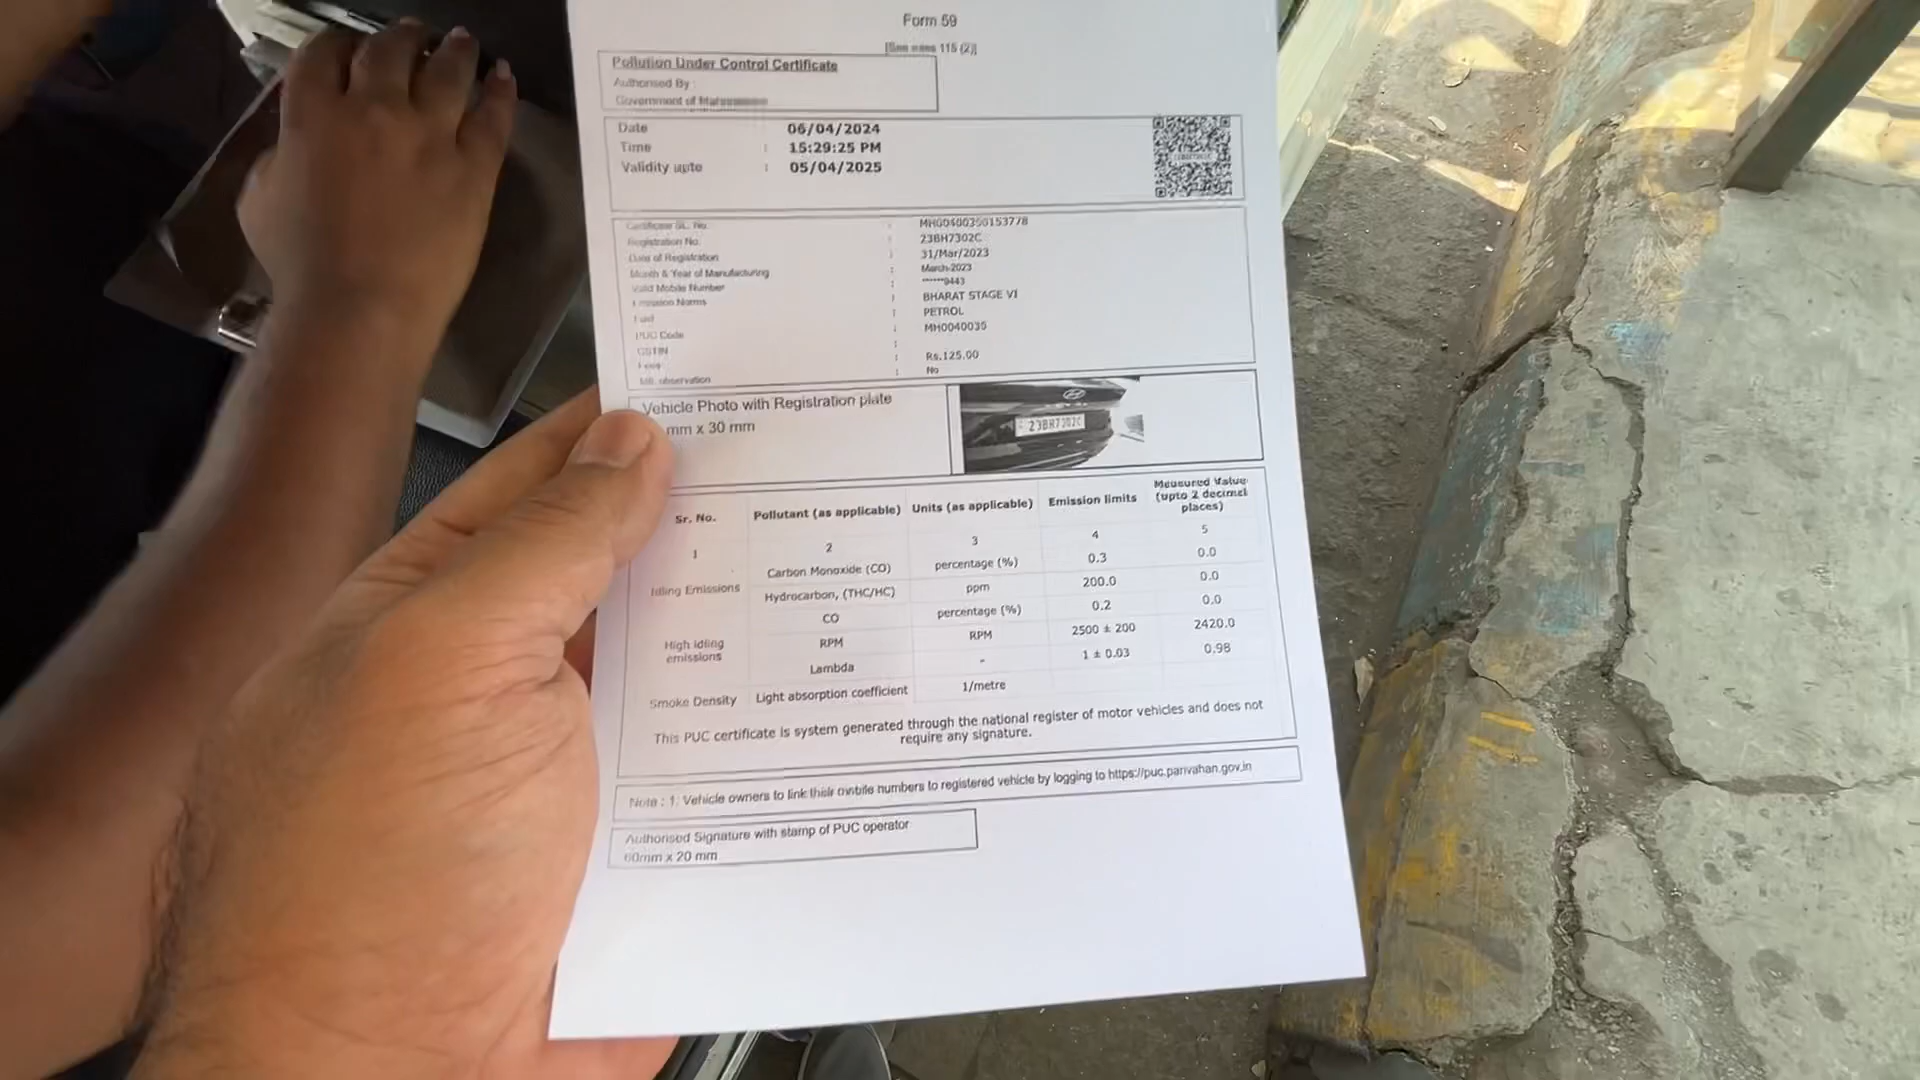 Form 59
115 (2)]
Pollution Under Control Certificate
Authorised By :
Government of
Date 06/04/2024
Time : 15:29:25 PM
Validity upto : 05/04/2025
Certificate SL. No. :
Registration No. : 23BH7302C
Date of Registration : 31/Mar/2023
Month & Year of Manufacturing : March-2023
Valid Mobile Number : ******9443
Emission Norms : BHARAT STAGE VI
Fuel : PETROL
PUC Code : MH0040035
GSTIN :
Fees : Rs.125.00
MIL observation : No
Vehicle Photo with Registration plate
mm x 30 mm
23BH7302C
Sr. No. Pollutant (as applicable) Units (as applicable) Emission limits Measured Value (upto 2 decimal places)
1 2 3 4 5
Idling Emissions Carbon Monoxide (CO) percentage (%) 0.3 0.0
Hydrocarbon, (THC/HC) ppm 200.0 0.0
High idling emissions CO percentage (%) 0.2 0.0
RPM RPM 2500 ± 200 2420.0
Lambda - 1 ± 0.03 0.98
Smoke Density Light absorption coefficient 1/metre
This PUC certificate is system generated through the national register of motor vehicles and does not
require any signature.
Note : 1. Vehicle owners to link their mobile numbers to registered vehicle by logging to https://puc.parivahan.gov.in
Authorised Signature with stamp of PUC operator
60mm x 20 mm